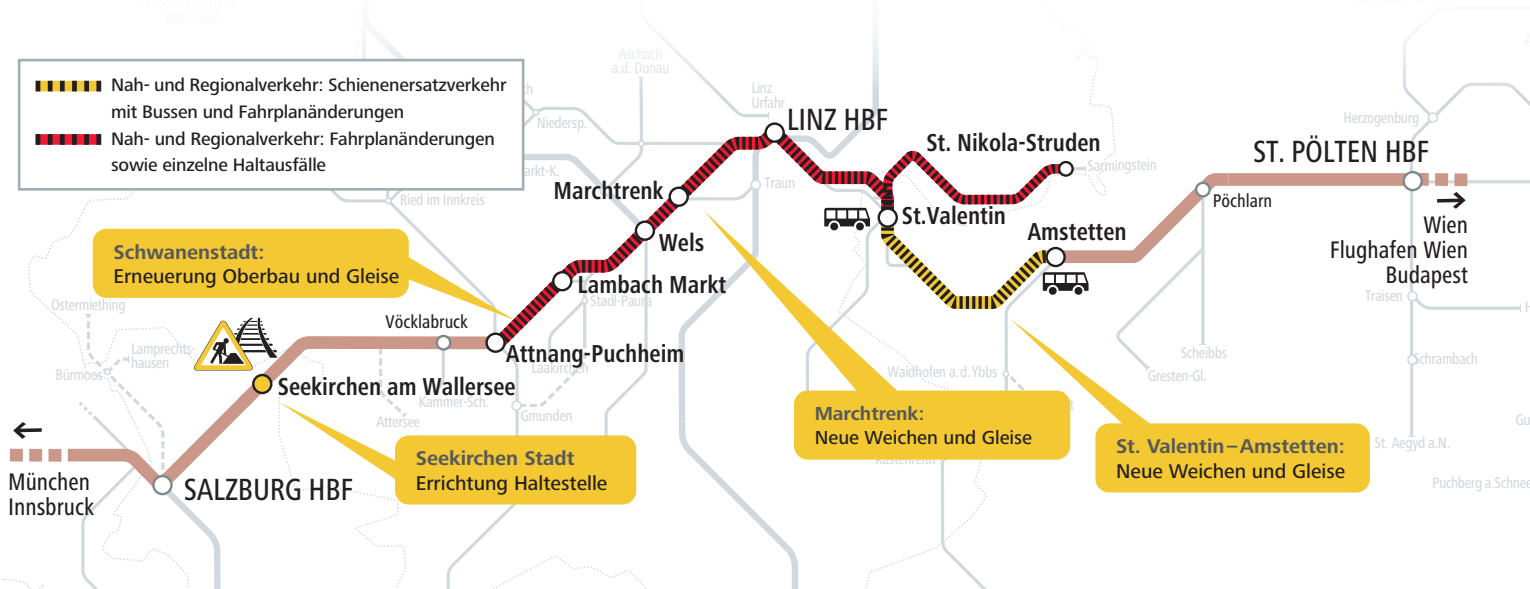 München
Nah- und Regionalverkehr: Schienenersatzverkehr
mit Bussen und Fahrplanänderungen
Nah- und Regionalverkehr: Fahrplanänderungen
sowie einzelne Haltausfälle
Aschach
a.d. Donau
Linz
Urfahr
Niedersp.
LINZ HBF
Herzogenburg
St. Nikola-Struden
Sarmingstein
ST. PÖLTEN HBF
arkt-K.
Traun
Marchtrenk
Ried im Innkreis
Pöchlarn
St.Valentin
Wien
Flughafen Wien
Budapest
Wels
Amstetten
Schwanenstadt:
Erneuerung Oberbau und Gleise
Lambach Markt
Stadl-Paura
Traisen
H
Ostermiething
Vöcklabruck
Attnang-Puchheim
Lamprechts-
hausen
Bürmoos
Laakirchen
Scheibbs
Schrambach
Gresten-Gl.
Waidhofen a.d.Ybbs
Seekirchen am Wallersee
Kammer-Sch.
Attersee
Gmunden
Marchtrenk:
Neue Weichen und Gleise
Gu
St. Valentin–Amstetten:
Neue Weichen und Gleise
St. Aegyd a.N.
Seekirchen Stadt
Errichtung Haltestelle
Kastenreith
München
Innsbruck
SALZBURG HBF
Puchberg a.Schnee